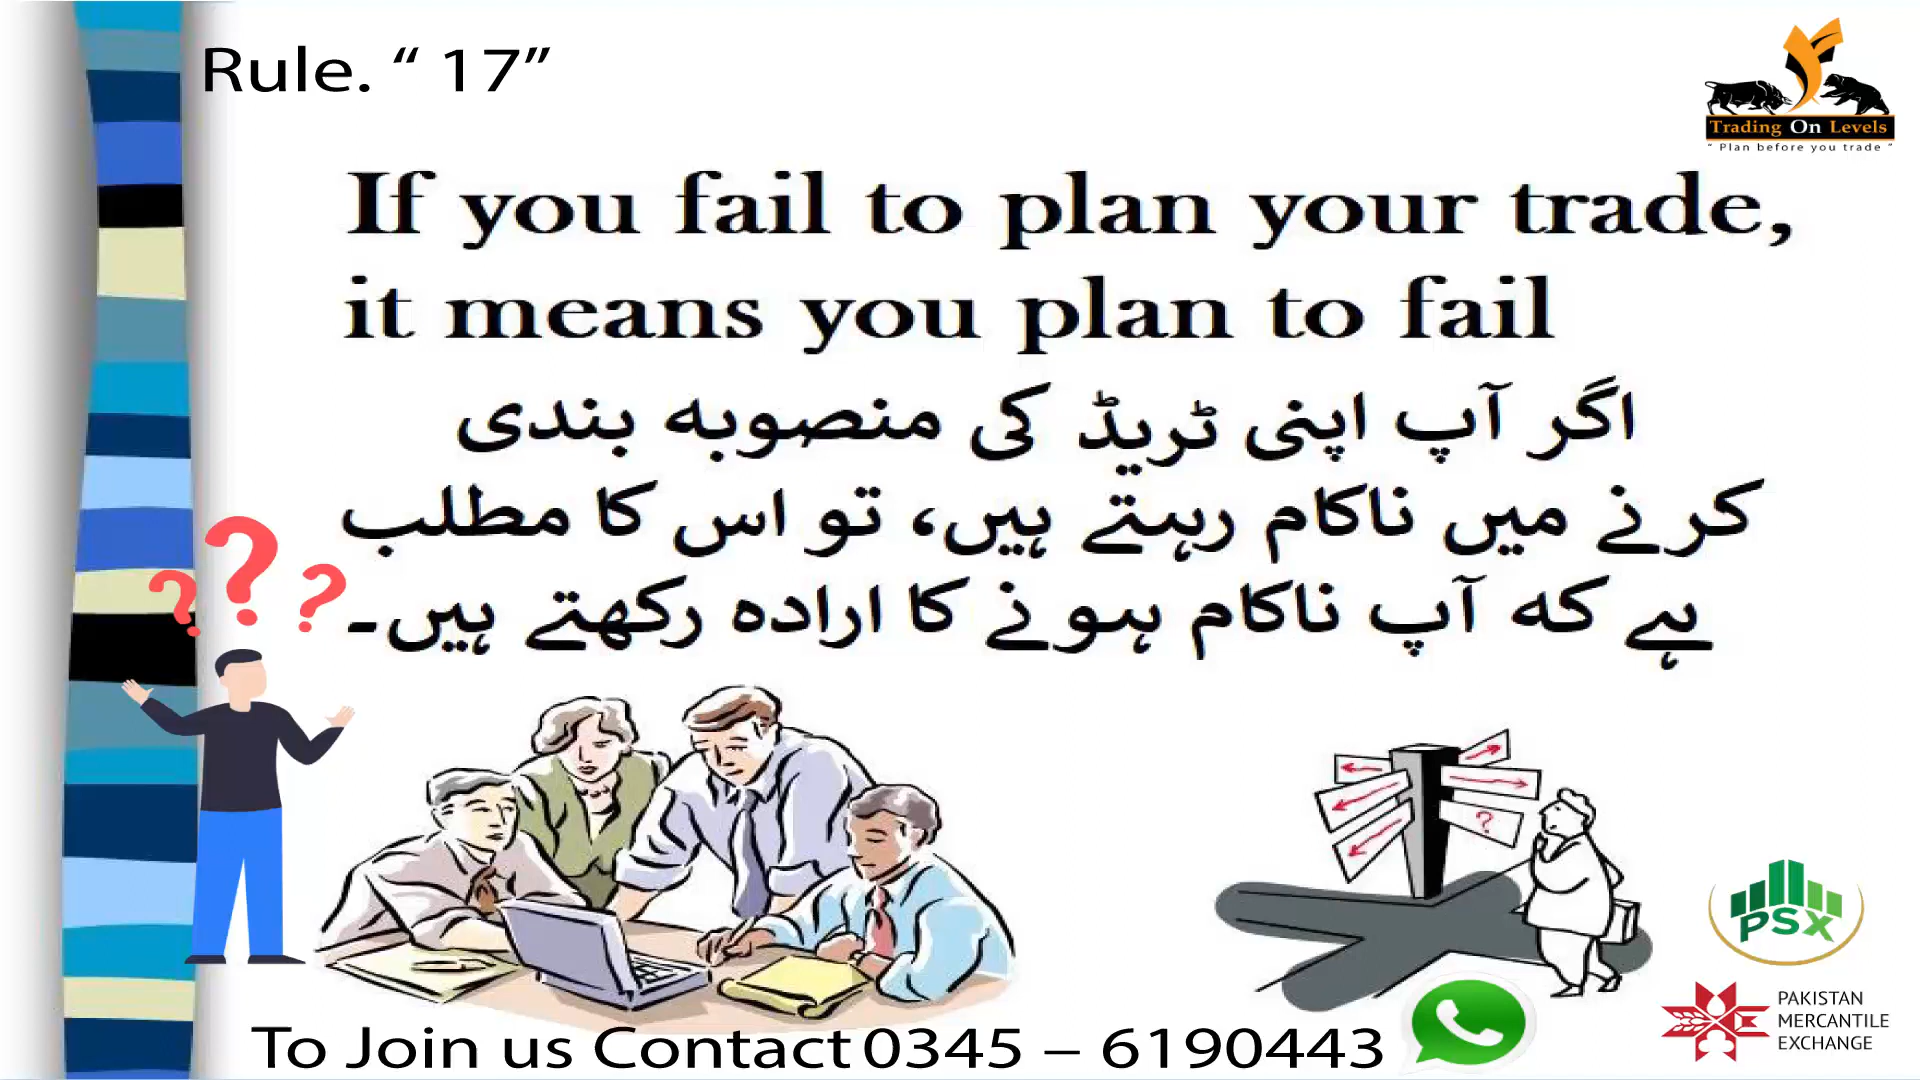 Rule. “ 17”
Trading On Levels
“ Plan before you trade ”
If you fail to plan your trade,
it means you plan to fail
اگر آپ اپنی ٹریڈ کی منصوبہ بندی
کرنے میں ناکام رہتے ہیں، تو اس کا مطلب
ہے کہ آپ ناکام ہونے کا ارادہ رکھتے ہیں۔
? ? ?
?
PSX
PAKISTAN
MERCANTILE
EXCHANGE
To Join us Contact 0345 – 6190443